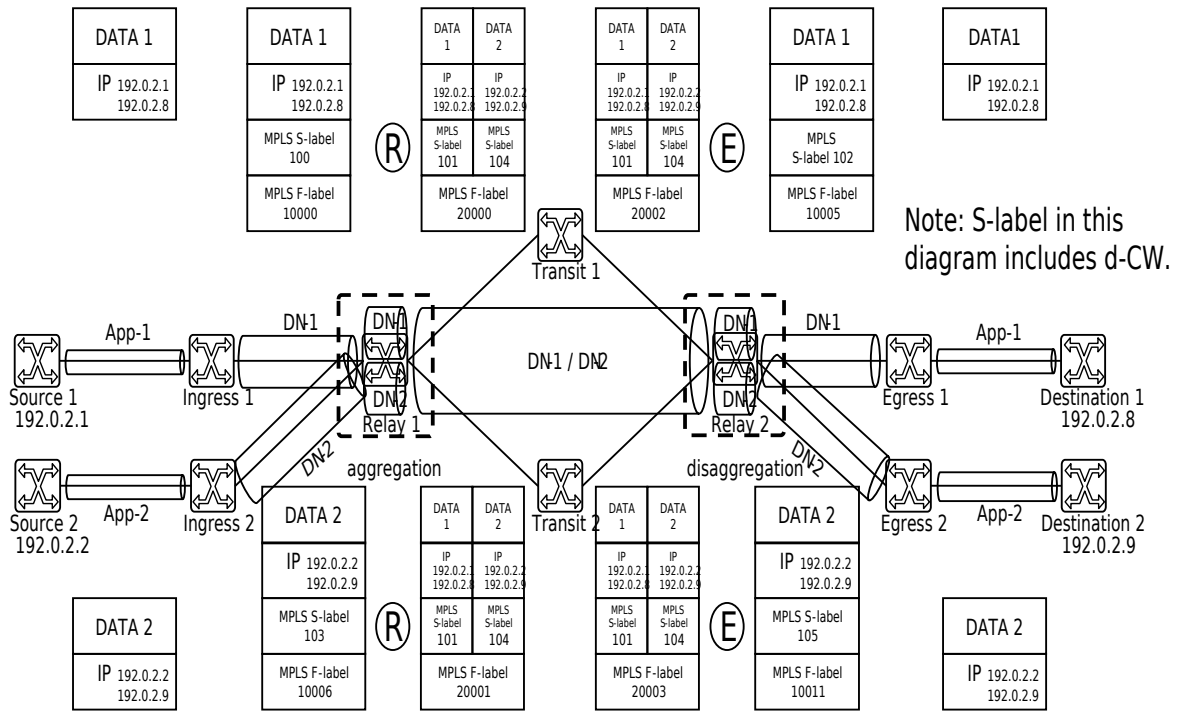 DATA 1
IP 192.0.2.1
192.0.2.8
DATA 1
IP 192.0.2.1
192.0.2.8
MPLS S-label
100
MPLS F-label
10000
R
DATA
1
DATA
2
IP
192.0.2.1
192.0.2.8
IP
192.0.2.2
192.0.2.9
MPLS
S-label
101
MPLS
S-label
104
MPLS F-label
20000
DATA
1
DATA
2
IP
192.0.2.1
192.0.2.8
IP
192.0.2.2
192.0.2.9
MPLS
S-label
101
MPLS
S-label
104
MPLS F-label
20002
E
DATA 1
IP 192.0.2.1
192.0.2.8
MPLS
S-label 102
MPLS F-label
10005
DATA1
IP 192.0.2.1
192.0.2.8
Note: S-label in this
diagram includes d-CW.
Transit 1
App-1
DN-1
DN-1
DN-1 / DN-2
DN-1
DN-1
App-1
Source 1
192.0.2.1
Ingress 1
DN-2
Relay 1
DN-2
Relay 2
Egress 1
Destination 1
192.0.2.8
DN-2
aggregation
disaggregation
DN-2
App-2
Source 2
192.0.2.2
Ingress 2
Transit 2
Egress 2
App-2
Destination 2
192.0.2.9
DATA 2
IP 192.0.2.2
192.0.2.9
DATA 2
IP 192.0.2.2
192.0.2.9
MPLS S-label
103
MPLS F-label
10006
R
DATA
1
DATA
2
IP
192.0.2.1
192.0.2.8
IP
192.0.2.2
192.0.2.9
MPLS
S-label
101
MPLS
S-label
104
MPLS F-label
20001
DATA
1
DATA
2
IP
192.0.2.1
192.0.2.8
IP
192.0.2.2
192.0.2.9
MPLS
S-label
101
MPLS
S-label
104
MPLS F-label
20003
E
DATA 2
IP 192.0.2.2
192.0.2.9
MPLS S-label
105
MPLS F-label
10011
DATA 2
IP 192.0.2.2
192.0.2.9